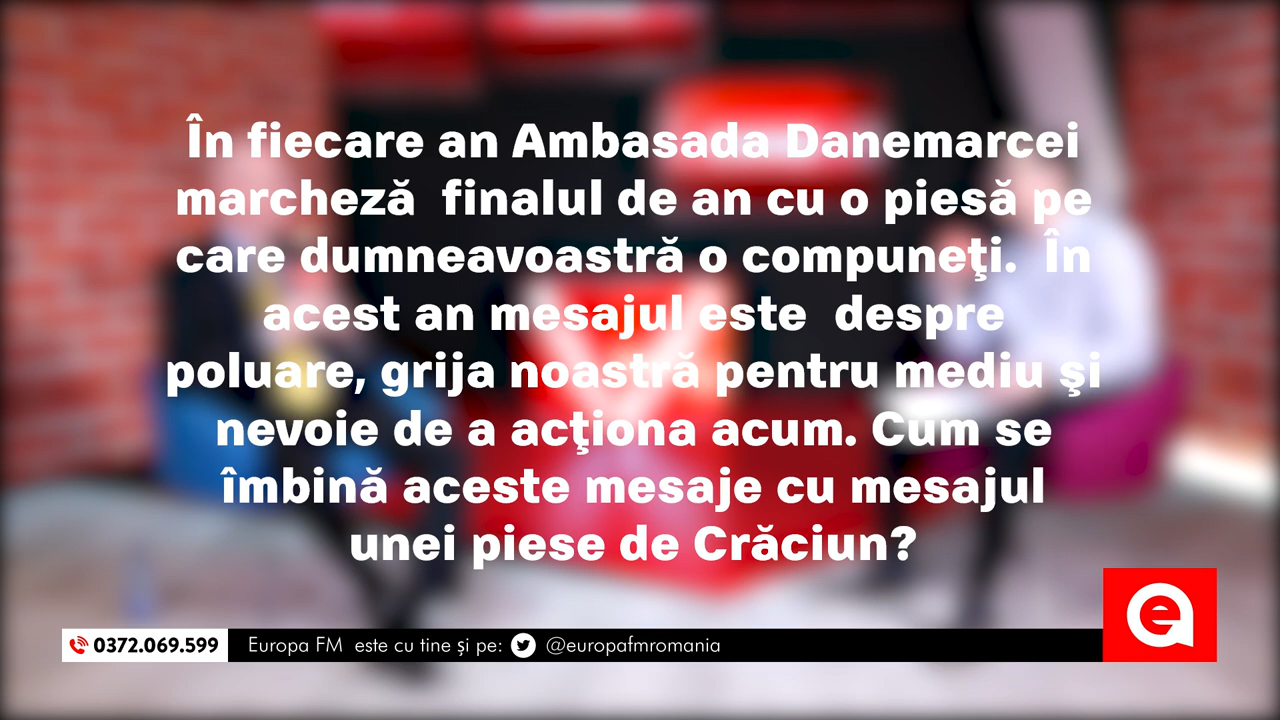 În fiecare an Ambasada Danemarcei
marcheză  finalul de an cu o piesă pe
care dumneavoastră o compuneţi.  În
acest an mesajul este  despre
poluare, grija noastră pentru mediu şi
nevoie de a acţiona acum. Cum se
îmbină aceste mesaje cu mesajul
unei piese de Crăciun?
e
0372.069.599 Europa FM  este cu tine și pe: @europafmromania